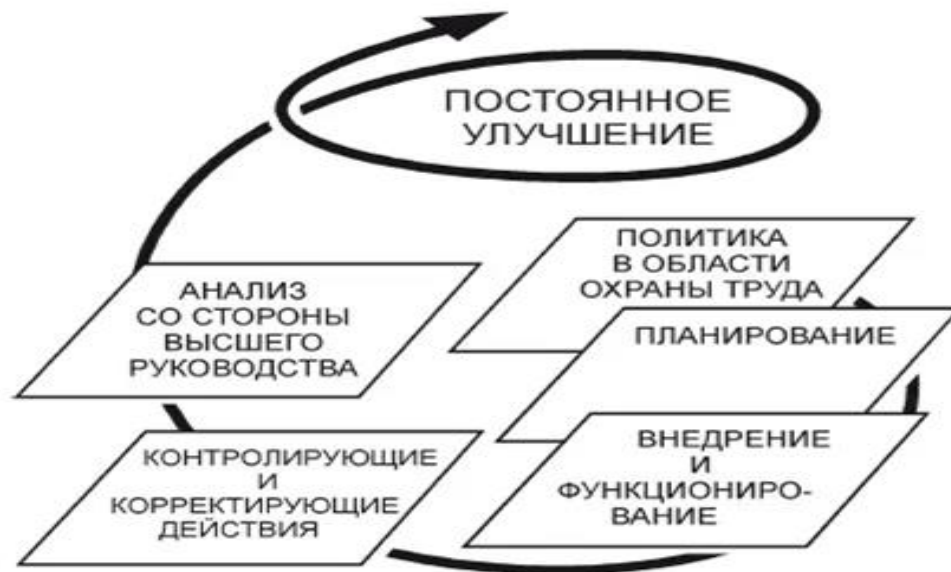 ПОСТОЯННОЕ
УЛУЧШЕНИЕ
ПОЛИТИКА
В ОБЛАСТИ
ОХРАНЫ ТРУДА
ПЛАНИРОВАНИЕ
ВНЕДРЕНИЕ
И
ФУНКЦИОНИРО-
ВАНИЕ
КОНТРОЛИРУЮЩИЕ
И
КОРРЕКТИРУЮЩИЕ
ДЕЙСТВИЯ
АНАЛИЗ
СО СТОРОНЫ
ВЫСШЕГО
РУКОВОДСТВА